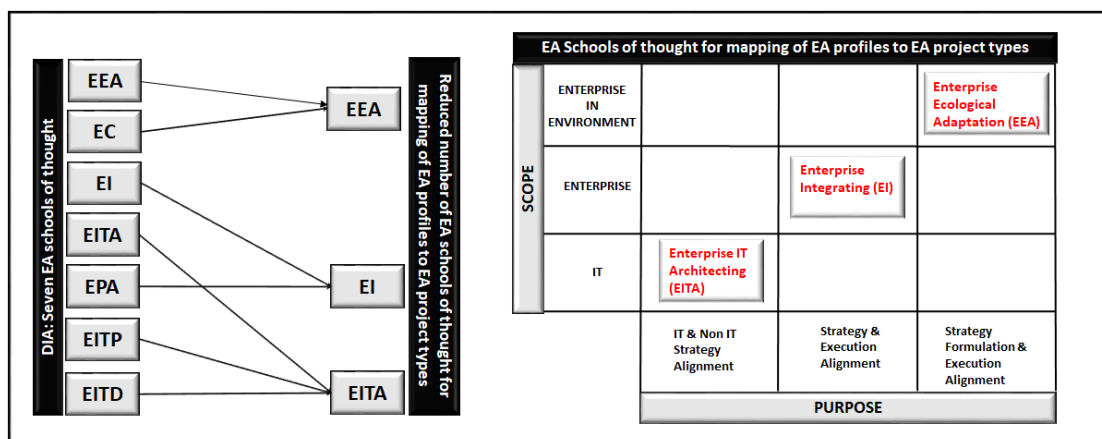 DIA: Seven EA schools of thought
EEA
EC
EI
EITA
EPA
EITP
EITD
EEA
EI
EITA
Reduced number of EA schools of thought for
mapping of EA profiles to EA project types
EA Schools of thought for mapping of EA profiles to EA project types
SCOPE
ENTERPRISE
IN
ENVIRONMENT
Enterprise
Ecological
Adaptation (EEA)
ENTERPRISE
Enterprise
Integrating (EI)
IT
Enterprise IT
Architecting
(EITA)
IT & Non IT
Strategy
Alignment
Strategy &
Execution
Alignment
Strategy
Formulation &
Execution
Alignment
PURPOSE